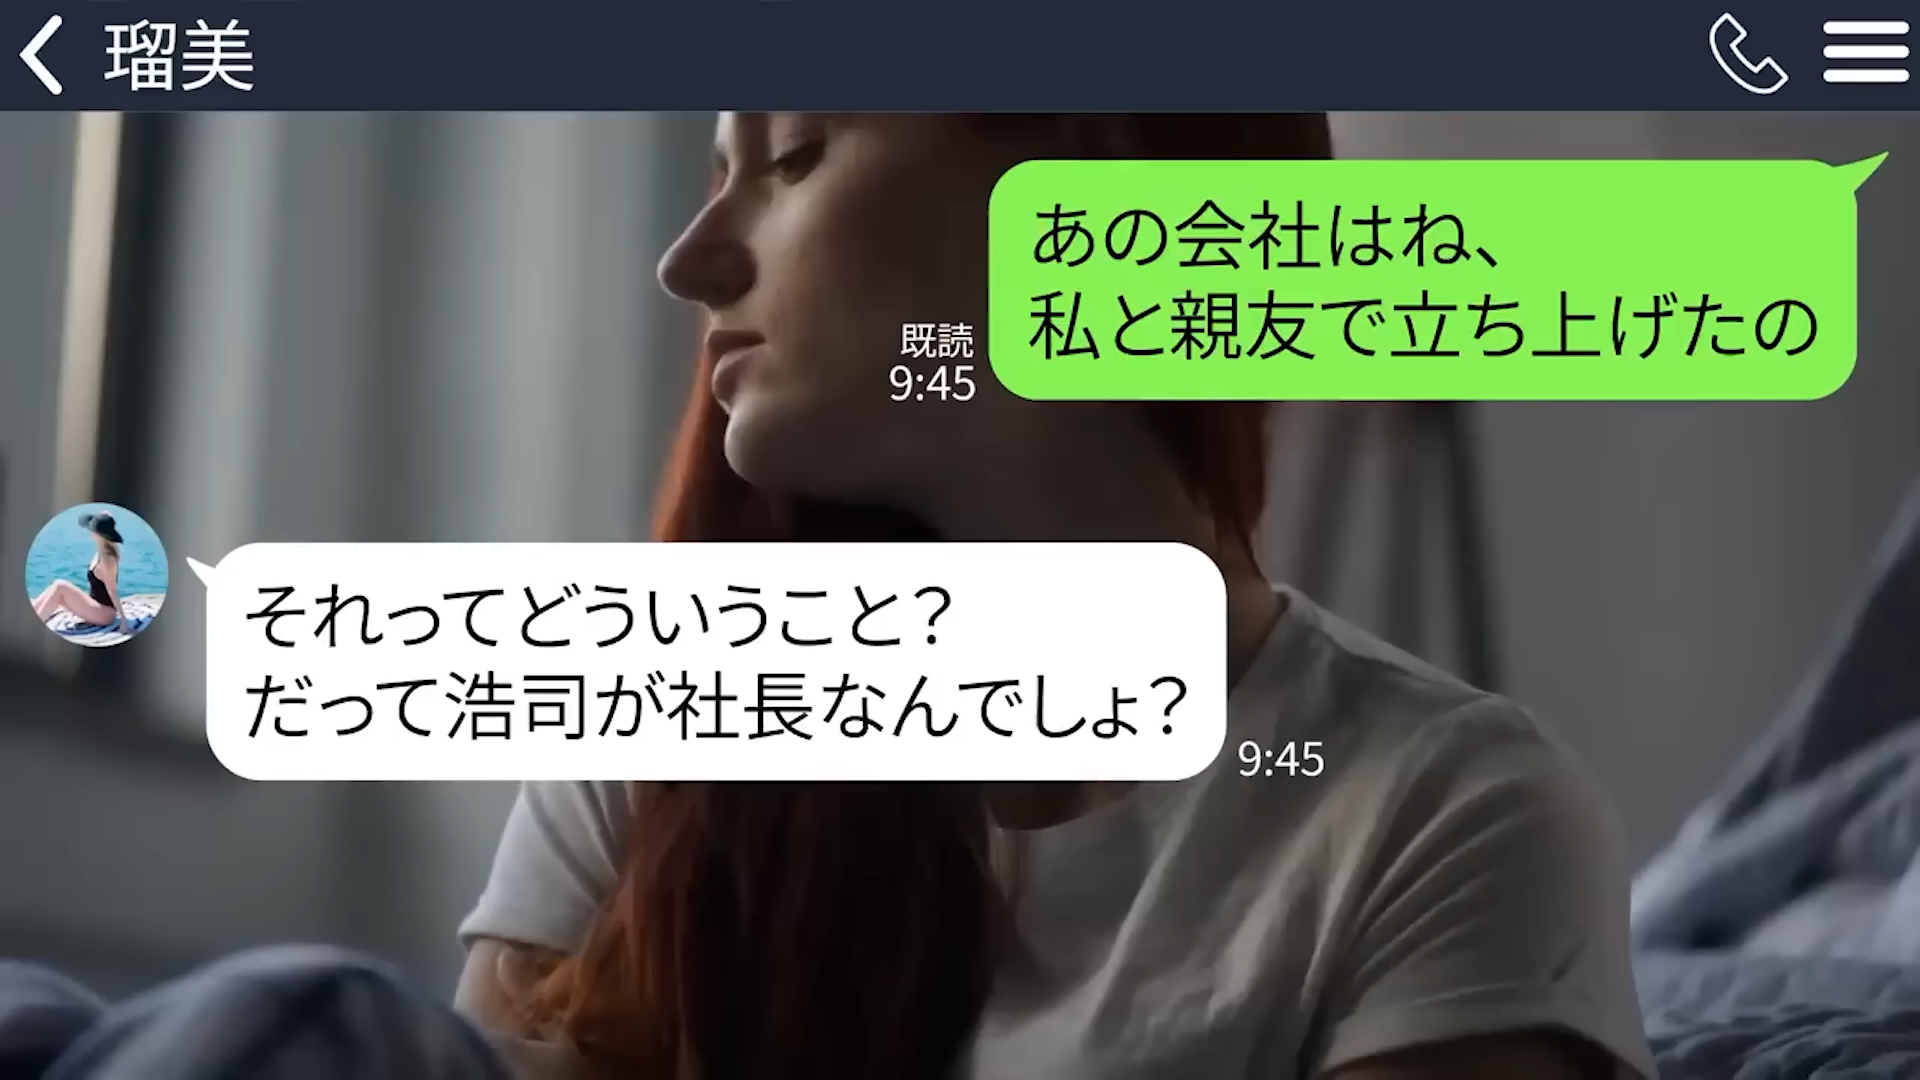 瑠美
あの会社はね、
私と親友で立ち上げたの
既読
9:45
それってどういうこと？
だって浩司が社長なんでしょ？
9:45